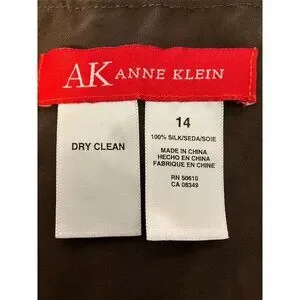 AK ANNE KLEIN
DRY CLEAN
14
100% SILK/SEDA/SOIE
MADE IN CHINA
HECHO EN CHINA
FABRIQUE EN CHINE
RN 50610
CA 08349